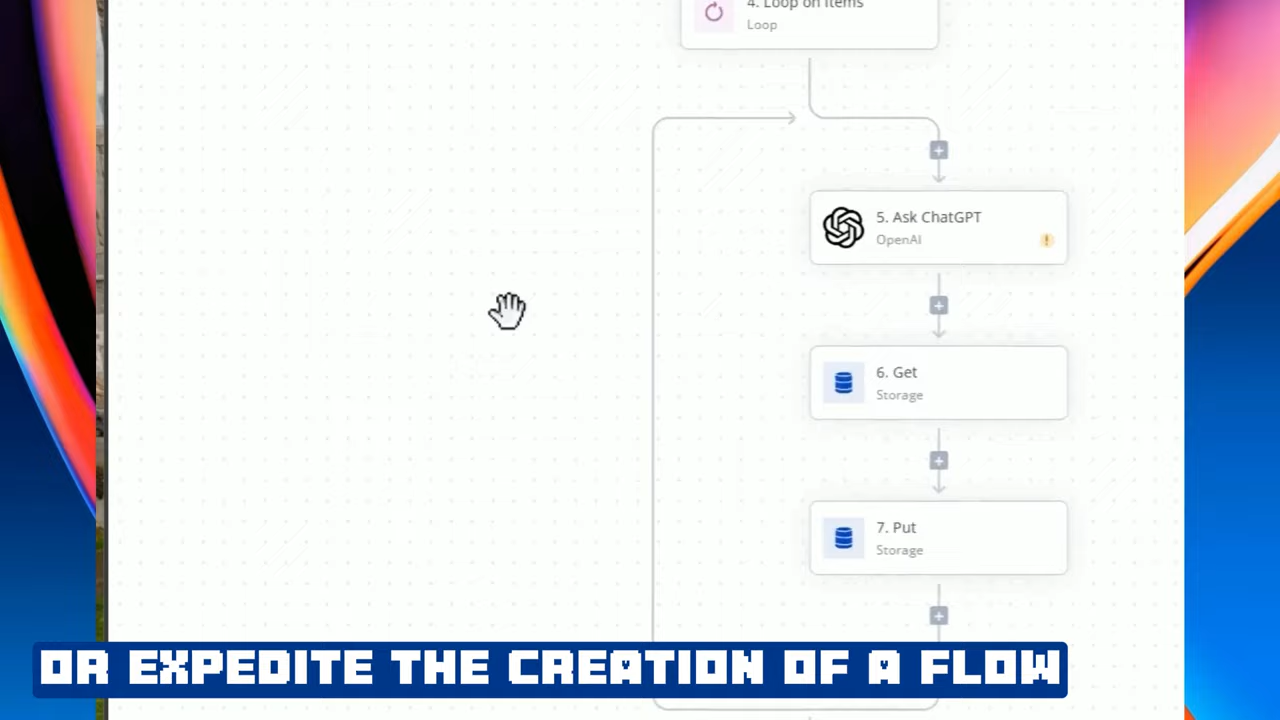 4. Loop on Items
Loop
5. Ask ChatGPT
OpenAI
6. Get
Storage
7. Put
Storage
OR EXPEDITE THE CREATION OF A FLOW